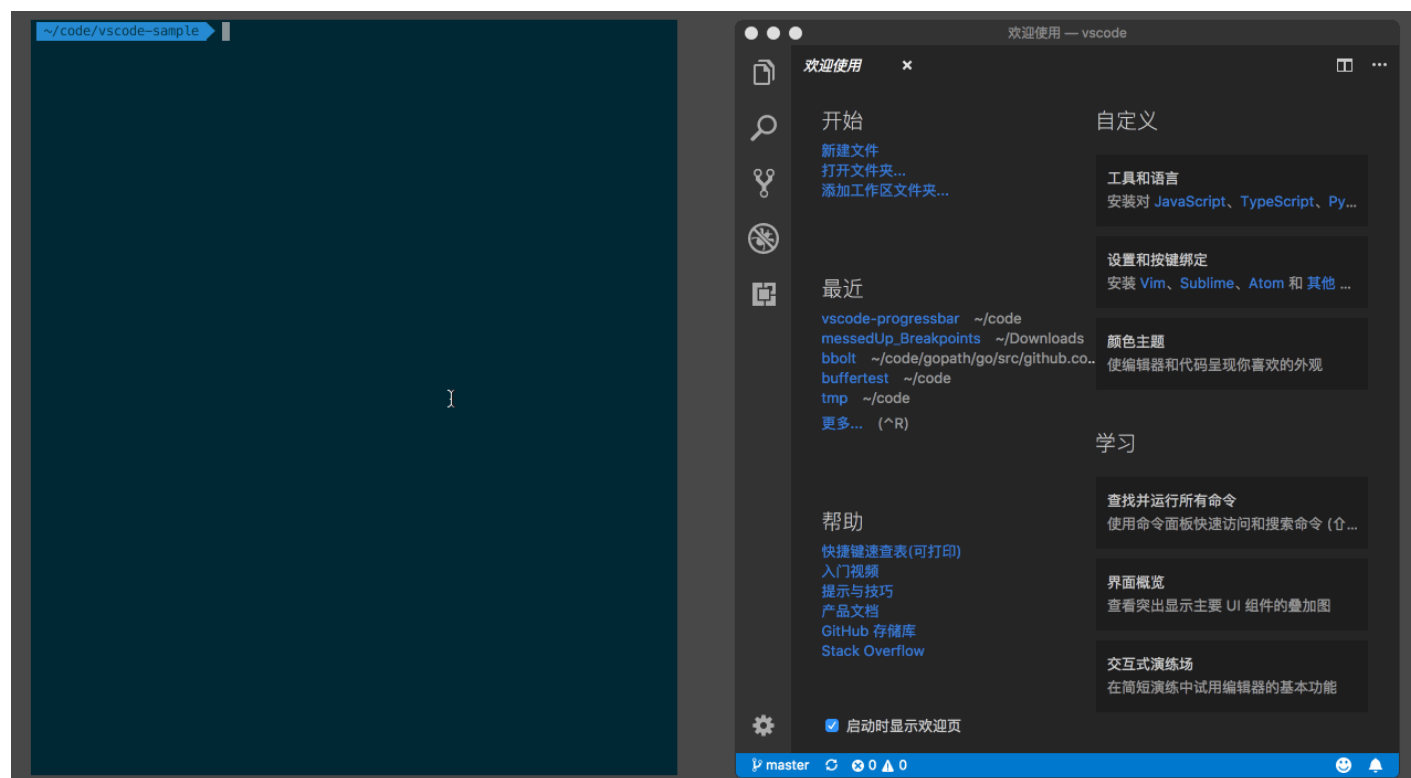 ~/code/vscode-sample
欢迎使用 — vscode
欢迎使用
开始
新建文件
打开文件夹...
添加工作区文件夹...
最近
vscode-progressbar ~/code
messedUp_Breakpoints ~/Downloads
bbolt ~/code/gopath/go/src/github.co...
buffertest ~/code
tmp ~/code
更多... (^R)
帮助
快捷键速查表(可打印)
入门视频
提示与技巧
产品文档
GitHub 存储库
Stack Overflow
启动时显示欢迎页
自定义
工具和语言
安装对 JavaScript、TypeScript、Py...
设置和按键绑定
安装 Vim、Sublime、Atom 和 其他 ...
颜色主题
使编辑器和代码呈现你喜欢的外观
学习
查找并运行所有命令
使用命令面板快速访问和搜索命令 (⇧...
界面概览
查看突出显示主要 UI 组件的叠加图
交互式演练场
在简短演练中试用编辑器的基本功能
master 0 0